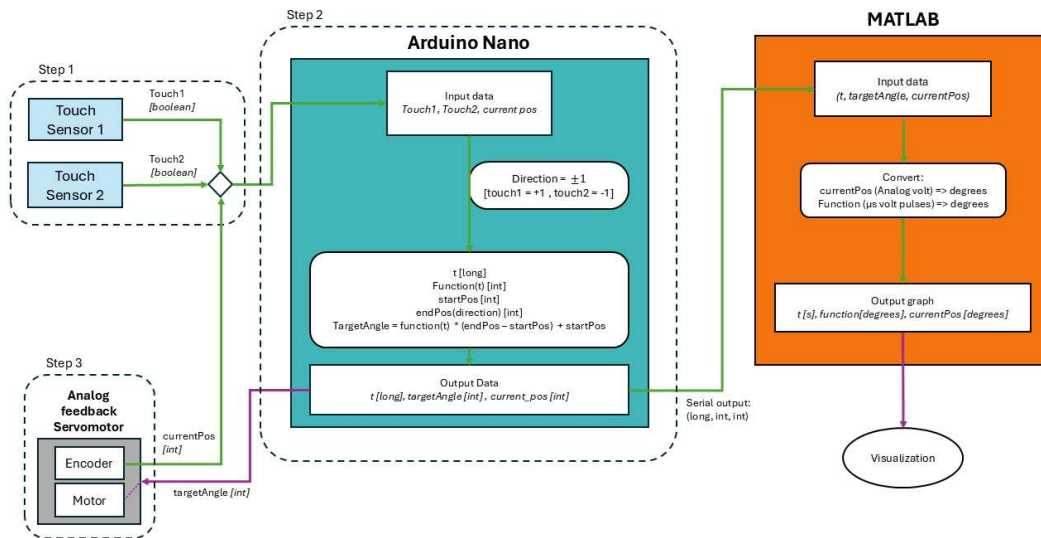 Step 1
Touch1
[boolean]
Touch
Sensor 1
Touch2
[boolean]
Touch
Sensor 2
Step 2
Arduino Nano
Input data
Touch1, Touch2, current pos
Direction = ±1
[touch1 = +1 , touch2 = -1]
t [long]
Function(t) [int]
startPos [int]
endPos(direction) [int]
TargetAngle = function(t) * (endPos – startPos) + startPos
Output Data
t [long], targetAngle [int] , current_pos [int]
Step 3
Analog
feedback
Servomotor
Encoder
Motor
currentPos
[int]
targetAngle [int]
Serial output:
(long, int, int)
MATLAB
Input data
(t, targetAngle, currentPos)
Convert:
currentPos (Analog volt) => degrees
Function (µs volt pulses) => degrees
Output graph
t [s], function[degrees], currentPos [degrees]
Visualization